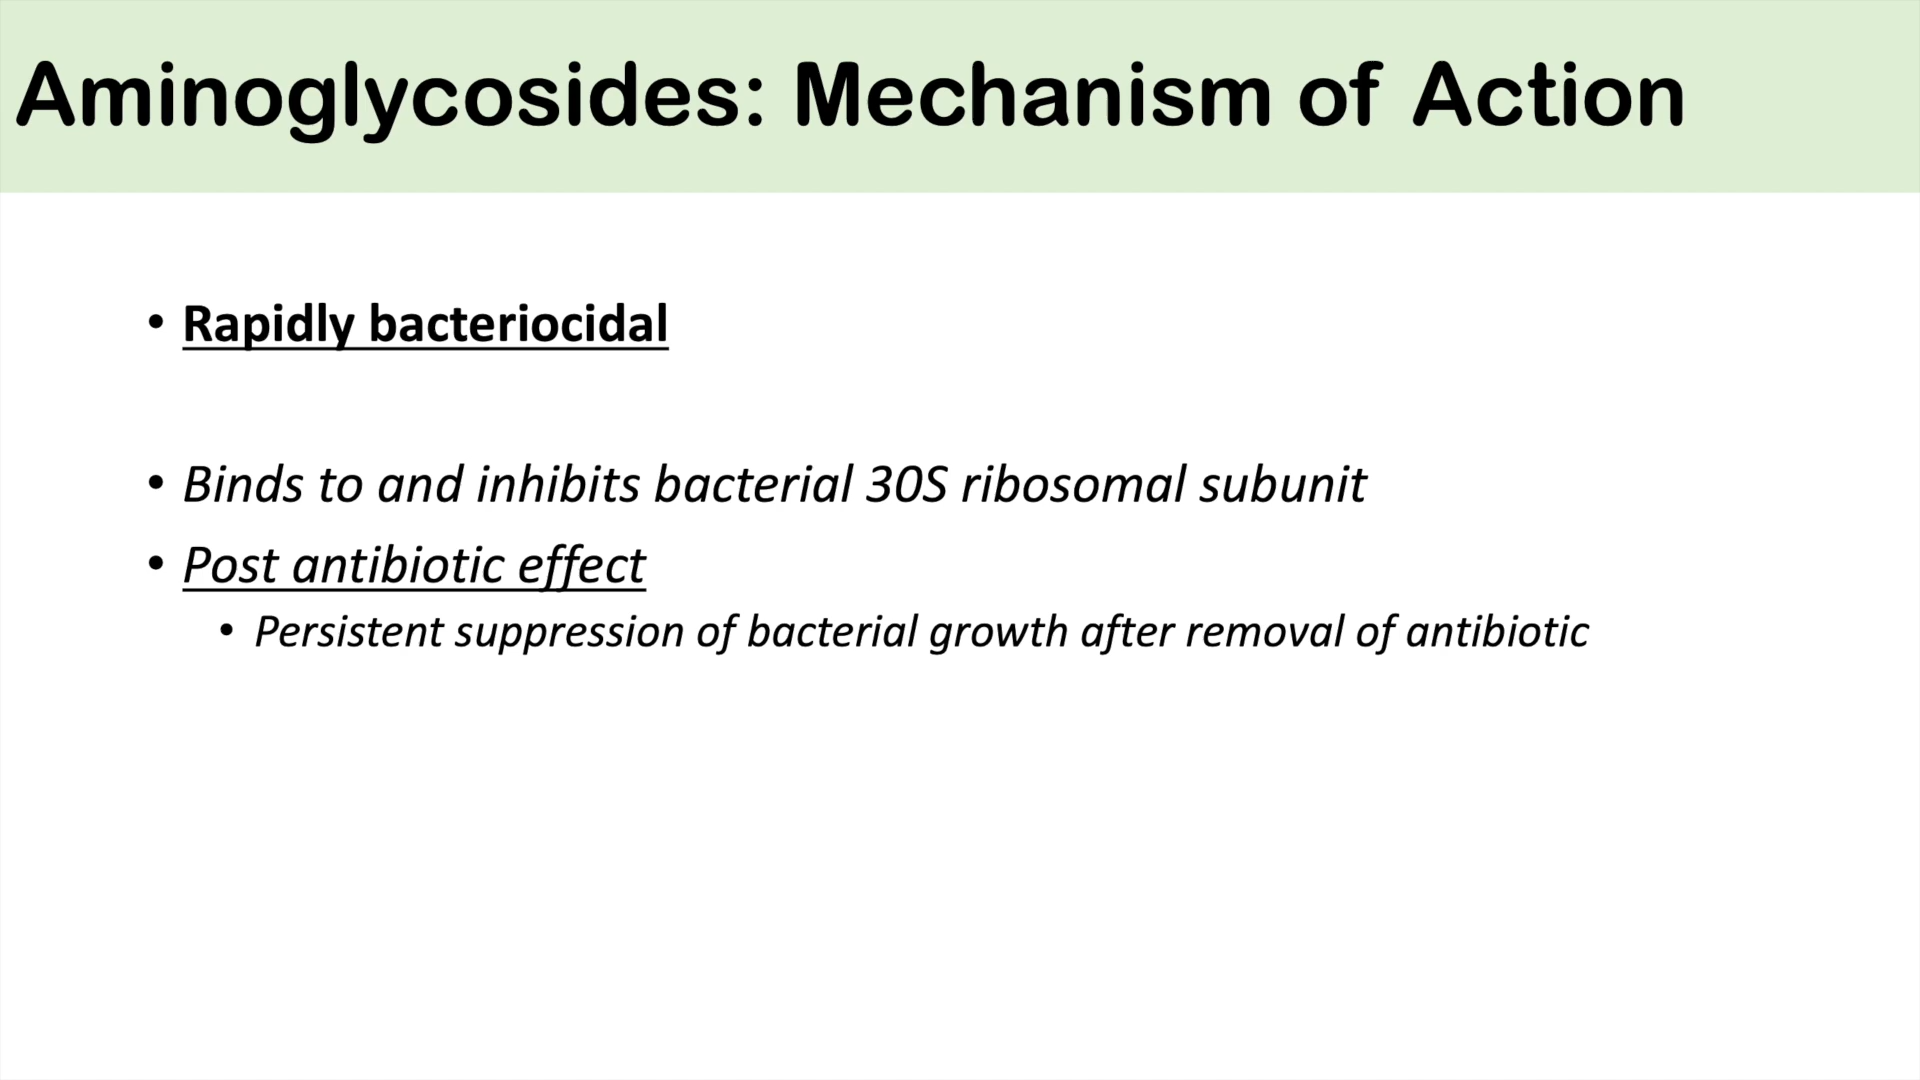 Aminoglycosides: Mechanism of Action
• Rapidly bacteriocidal
• Binds to and inhibits bacterial 30S ribosomal subunit
• Post antibiotic effect
• Persistent suppression of bacterial growth after removal of antibiotic